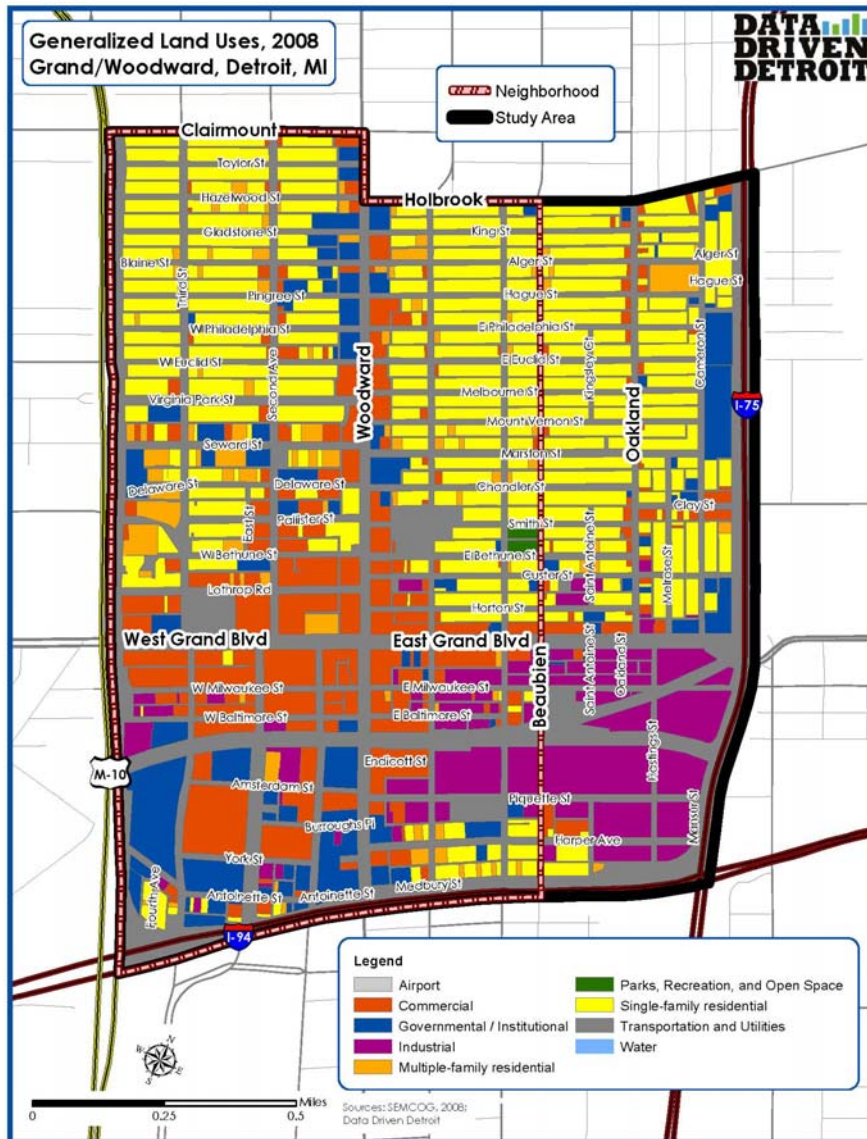 Generalized Land Uses, 2008
Grand/Woodward, Detroit, MI
DATA
DRIVEN
DETROIT
Neighborhood
Study Area
Clairmount
Taylor St
Hazelwood St
Holbrook
Gladstone St
King St
Blaine St
Alger St
Alger St
Third St
Pingree St
Hague St
Hague St
W Philadelphia St
E Philadelphia St
Cameron St
W Euclid St
Second Ave
Woodward
E Euclid St
Kingsley Ct
Oakland
Virginia Park St
Melbourne St
I-75
Mount Vernon St
Seward St
Marston St
Delaware St
Delaware St
Chandler St
East St
Pallister St
Smith St
Clay St
W Bethune St
E Bethune St
Saint Antoine St
Melrose St
Lothrop Rd
Custer St
Horton St
West Grand Blvd
East Grand Blvd
Saint Antoine St
Oakland St
W Milwaukee St
E Milwaukee St
Beaubien
W Baltimore St
E Baltimore St
Hastings St
M-10
Endicott St
Amsterdam St
Piquette St
Burroughs Pl
Harper Ave
York St
Fourth Ave
Antoinette St
Antoinette St
Medbury St
I-94
Legend
Airport
Commercial
Governmental / Institutional
Industrial
Multiple-family residential
Parks, Recreation, and Open Space
Single-family residential
Transportation and Utilities
Water
N
W
E
S
Miles
0
0.25
0.5
Sources: SEMCOG, 2008;
Data Driven Detroit